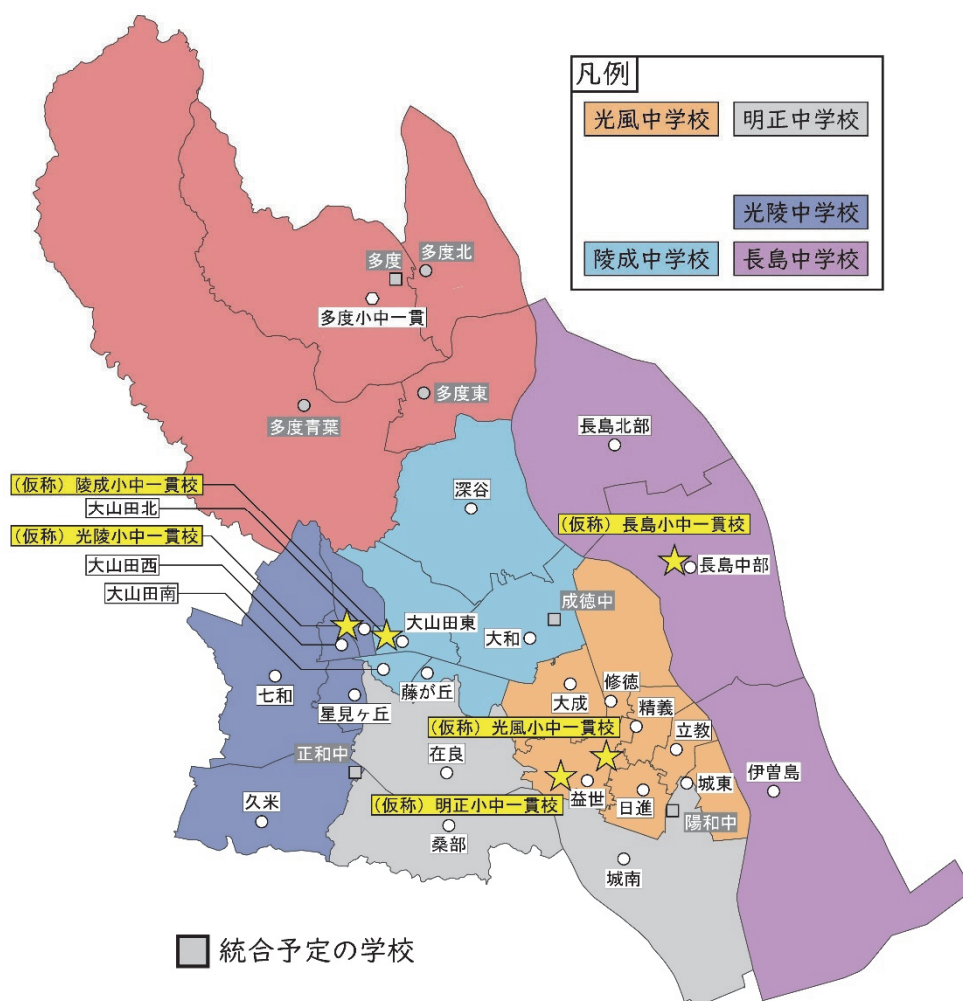 凡例
光風中学校
明正中学校
光陵中学校
陵成中学校
長島中学校
多度
多度北
多度小中一貫
多度東
多度青葉
長島北部
(仮称) 陵成小中一貫校
深谷
大山田北
(仮称) 長島小中一貫校
(仮称) 光陵小中一貫校
長島中部
大山田西
大山田南
成徳中
大山田東
大和
七和
藤が丘
大成
修徳
星見ヶ丘
精義
(仮称) 光風小中一貫校
立教
正和中
在良
城東
伊曽島
益世
日進
(仮称) 明正小中一貫校
久米
陽和中
桑部
城南
統合予定の学校